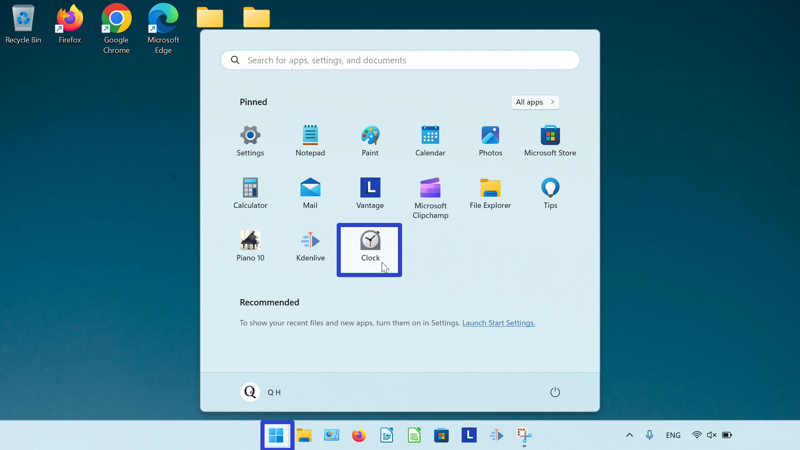 Recycle Bin
Firefox
Google
Chrome
Microsoft
Edge
Search for apps, settings, and documents
Pinned
All apps
Settings
Notepad
Paint
Calendar
Photos
Microsoft Store
Calculator
Mail
L
Vantage
Microsoft
Clipchamp
File Explorer
Tips
Piano 10
Kdenlive
Clock
Recommended
To show your recent files and new apps, turn them on in Settings. Launch Start Settings.
Q
Q H
L
ENG